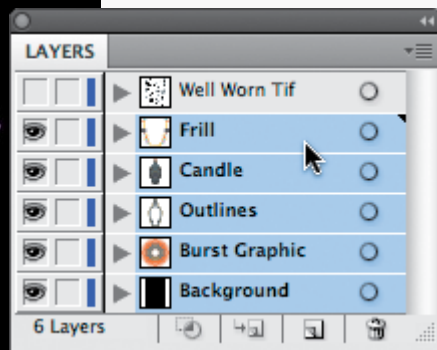 LAYERS
Well Worn Tif
Frill
Candle
Outlines
Burst Graphic
Background
6 Layers